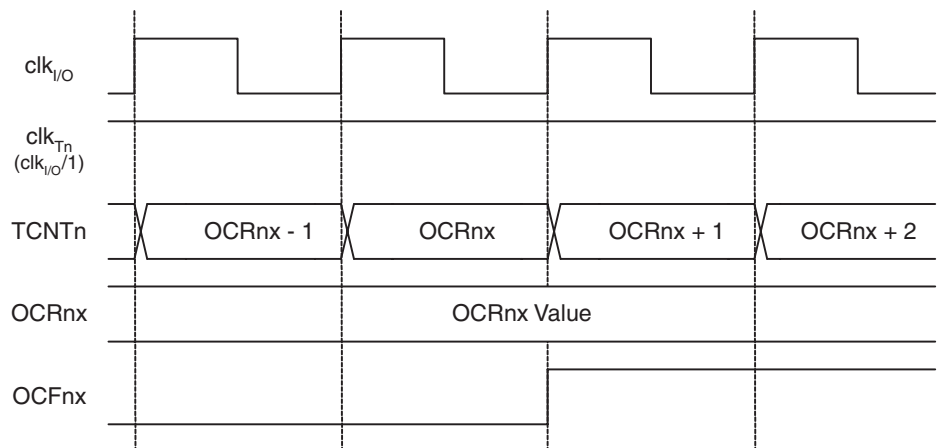 clkI/O
clkTn
(clkI/O/1)
TCNTn OCRnx - 1 OCRnx OCRnx + 1 OCRnx + 2
OCRnx OCRnx Value
OCFnx